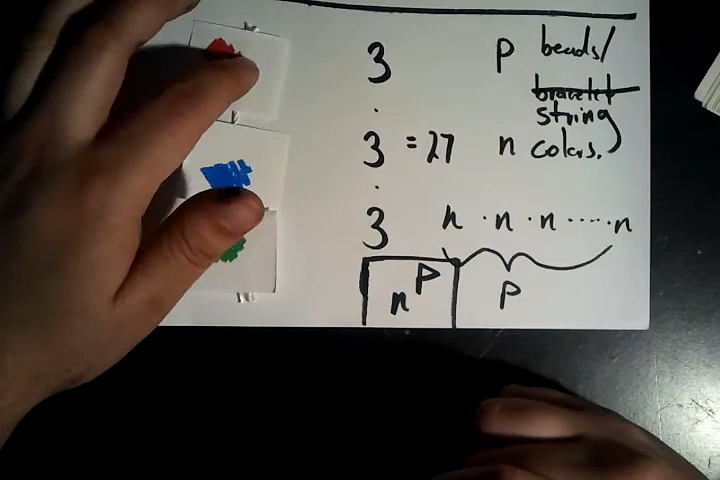 3
.
3 = 27
.
3
p beads/
bracelet
string
n colors.
n · n · n ····· n
p
n^p